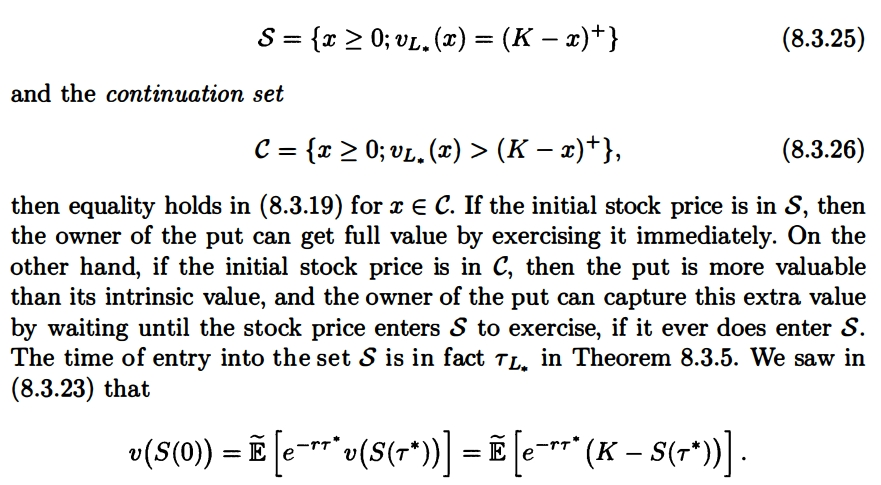 S = {x ≥ 0; v_{L_*}(x) = (K − x)^+} (8.3.25)
and the continuation set
C = {x ≥ 0; v_{L_*}(x) > (K − x)^+}, (8.3.26)
then equality holds in (8.3.19) for x ∈ C. If the initial stock price is in S, then
the owner of the put can get full value by exercising it immediately. On the
other hand, if the initial stock price is in C, then the put is more valuable
than its intrinsic value, and the owner of the put can capture this extra value
by waiting until the stock price enters S to exercise, if it ever does enter S.
The time of entry into the set S is in fact τ_{L_*} in Theorem 8.3.5. We saw in
(8.3.23) that
v(S(0)) = Ẽ[e^{−rτ^*} v(S(τ^*))] = Ẽ[e^{−rτ^*} (K − S(τ^*))].